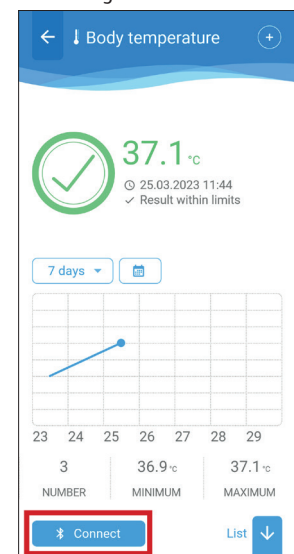 Body temperature
37.1 °C
25.03.2023 11:44
Result within limits
7 days
23 24 25 26 27 28 29
3 36.9 °C 37.1 °C
NUMBER MINIMUM MAXIMUM
Connect List